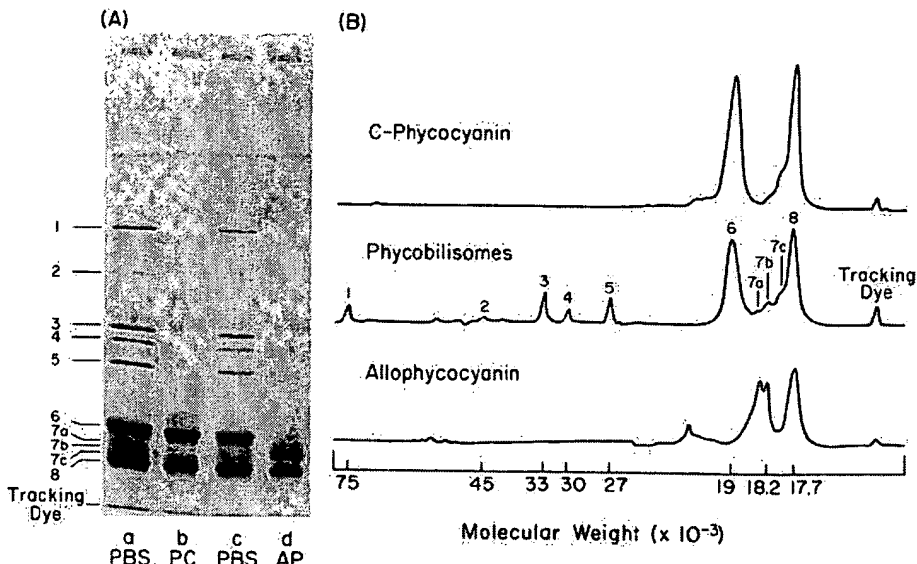 (A)
1
2
3
4
5
6
7a
7b
7c
8
Tracking
Dye
a b c d
PBS PC PBS AP
(B)
C-Phycocyanin
Phycobilisomes
1 2 3 4 5 6 7a 7b 7c 8
Tracking
Dye
Allophycocyanin
75 45 33 30 27 19 18.2 17.7
Molecular Weight (x 10⁻³)